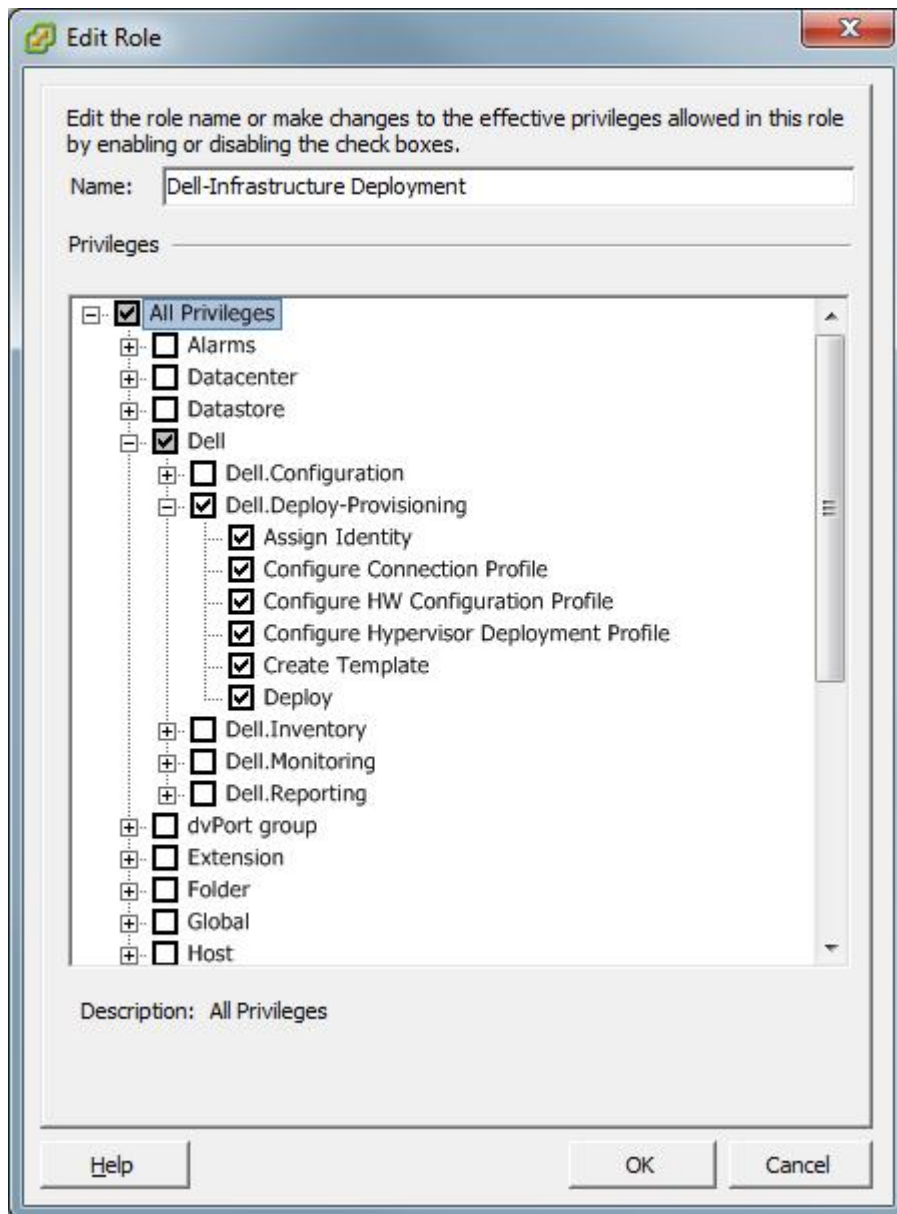 Edit Role
Edit the role name or make changes to the effective privileges allowed in this role
by enabling or disabling the check boxes.
Name: Dell-Infrastructure Deployment
Privileges
All Privileges
Alarms
Datacenter
Datastore
Dell
Dell.Configuration
Dell.Deploy-Provisioning
Assign Identity
Configure Connection Profile
Configure HW Configuration Profile
Configure Hypervisor Deployment Profile
Create Template
Deploy
Dell.Inventory
Dell.Monitoring
Dell.Reporting
dvPort group
Extension
Folder
Global
Host
Description: All Privileges
Help OK Cancel